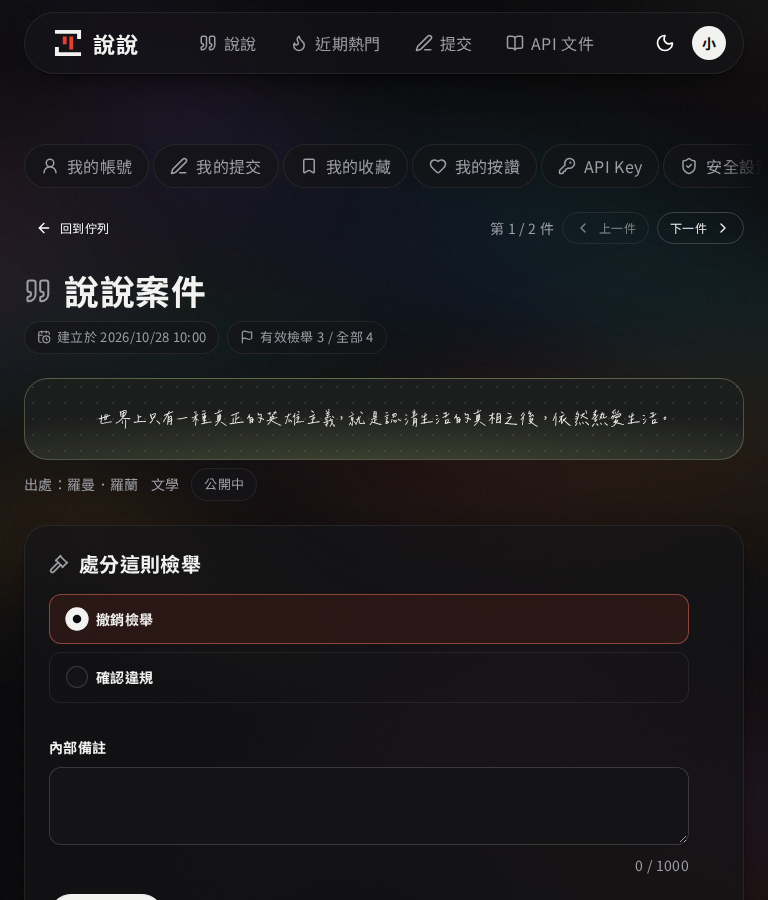 說說
說說
近期熱門
提交
API 文件
小
我的帳號
我的提交
我的收藏
我的按讚
API Key
安全設
回到佇列
第 1 / 2 件
上一件
下一件
說說案件
建立於 2026/10/28 10:00
有效檢舉 3 / 全部 4
世界上只有一種真正的英雄主義，就是認清生活的真相之後，依然熱愛生活。
出處：羅曼‧羅蘭 文學 公開中
處分這則檢舉
撤銷檢舉
確認違規
內部備註
0 / 1000